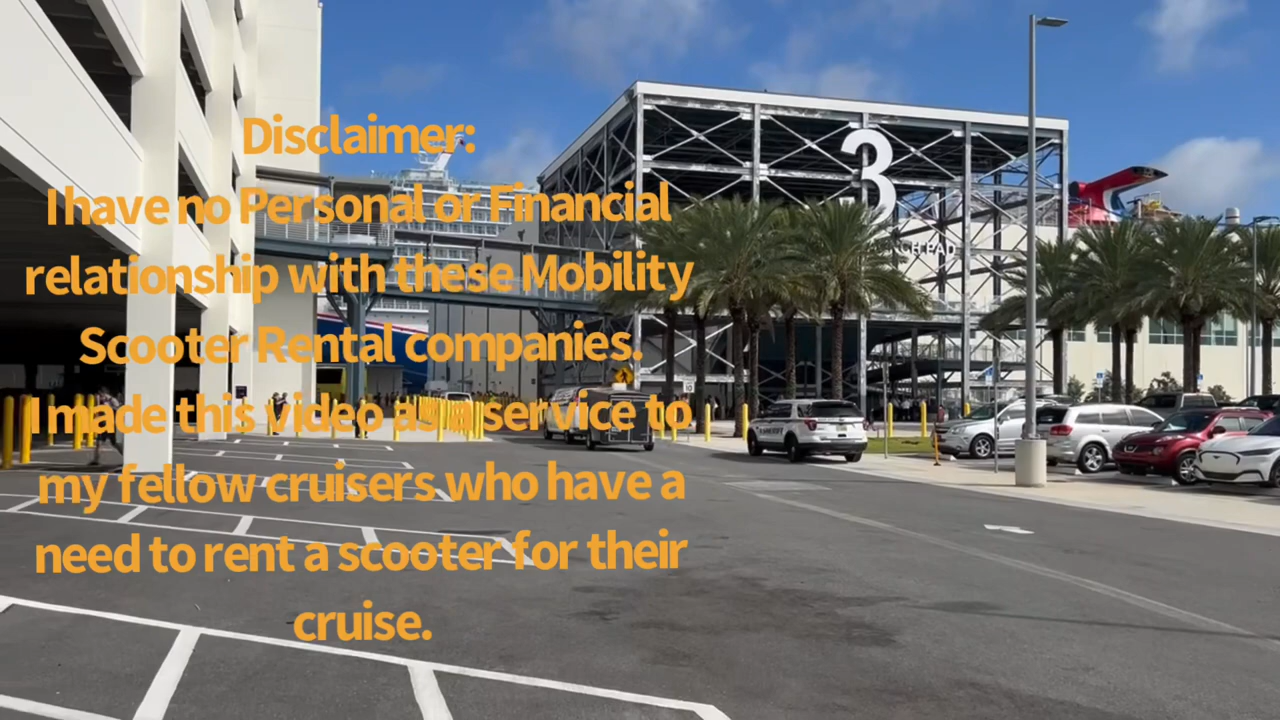 Disclaimer:
I have no Personal or Financial
relationship with these Mobility
Scooter Rental companies.
I made this video as a service to
my fellow cruisers who have a
need to rent a scooter for their
cruise.
3